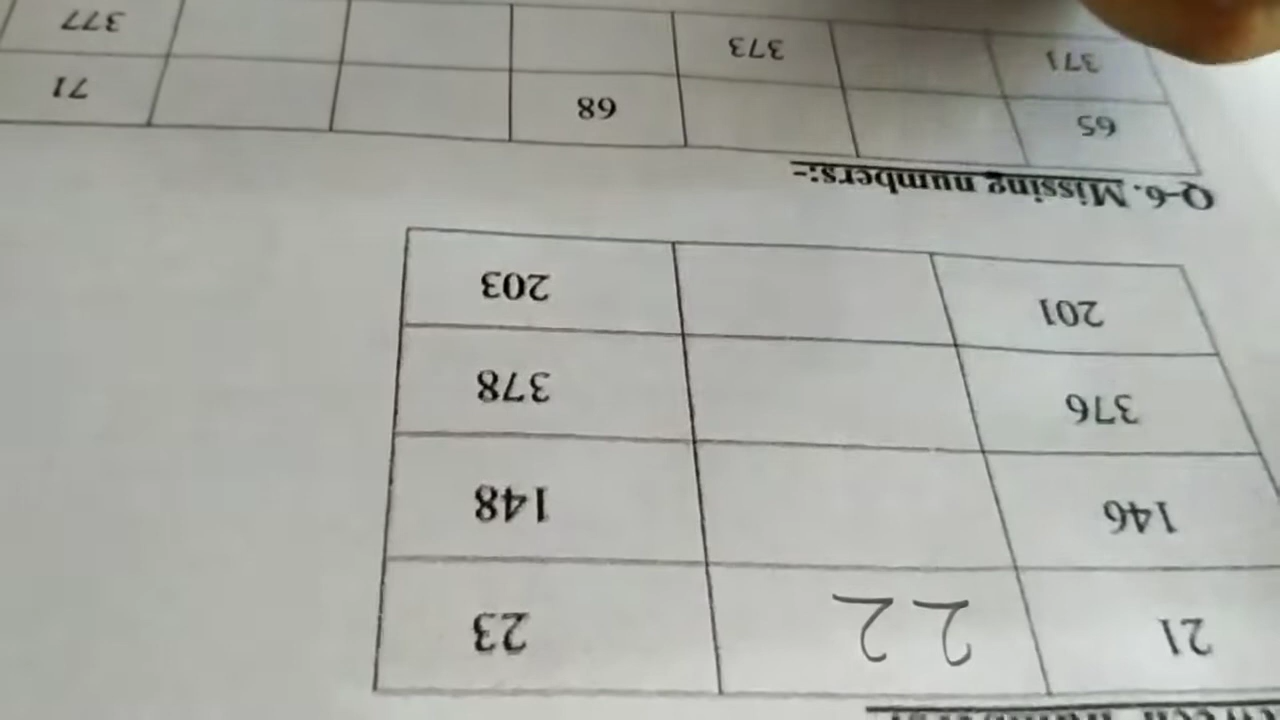 21 22 23
146 148
376 378
201 203
Q-6. Missing numbers:-
65 68 71
371 373 377